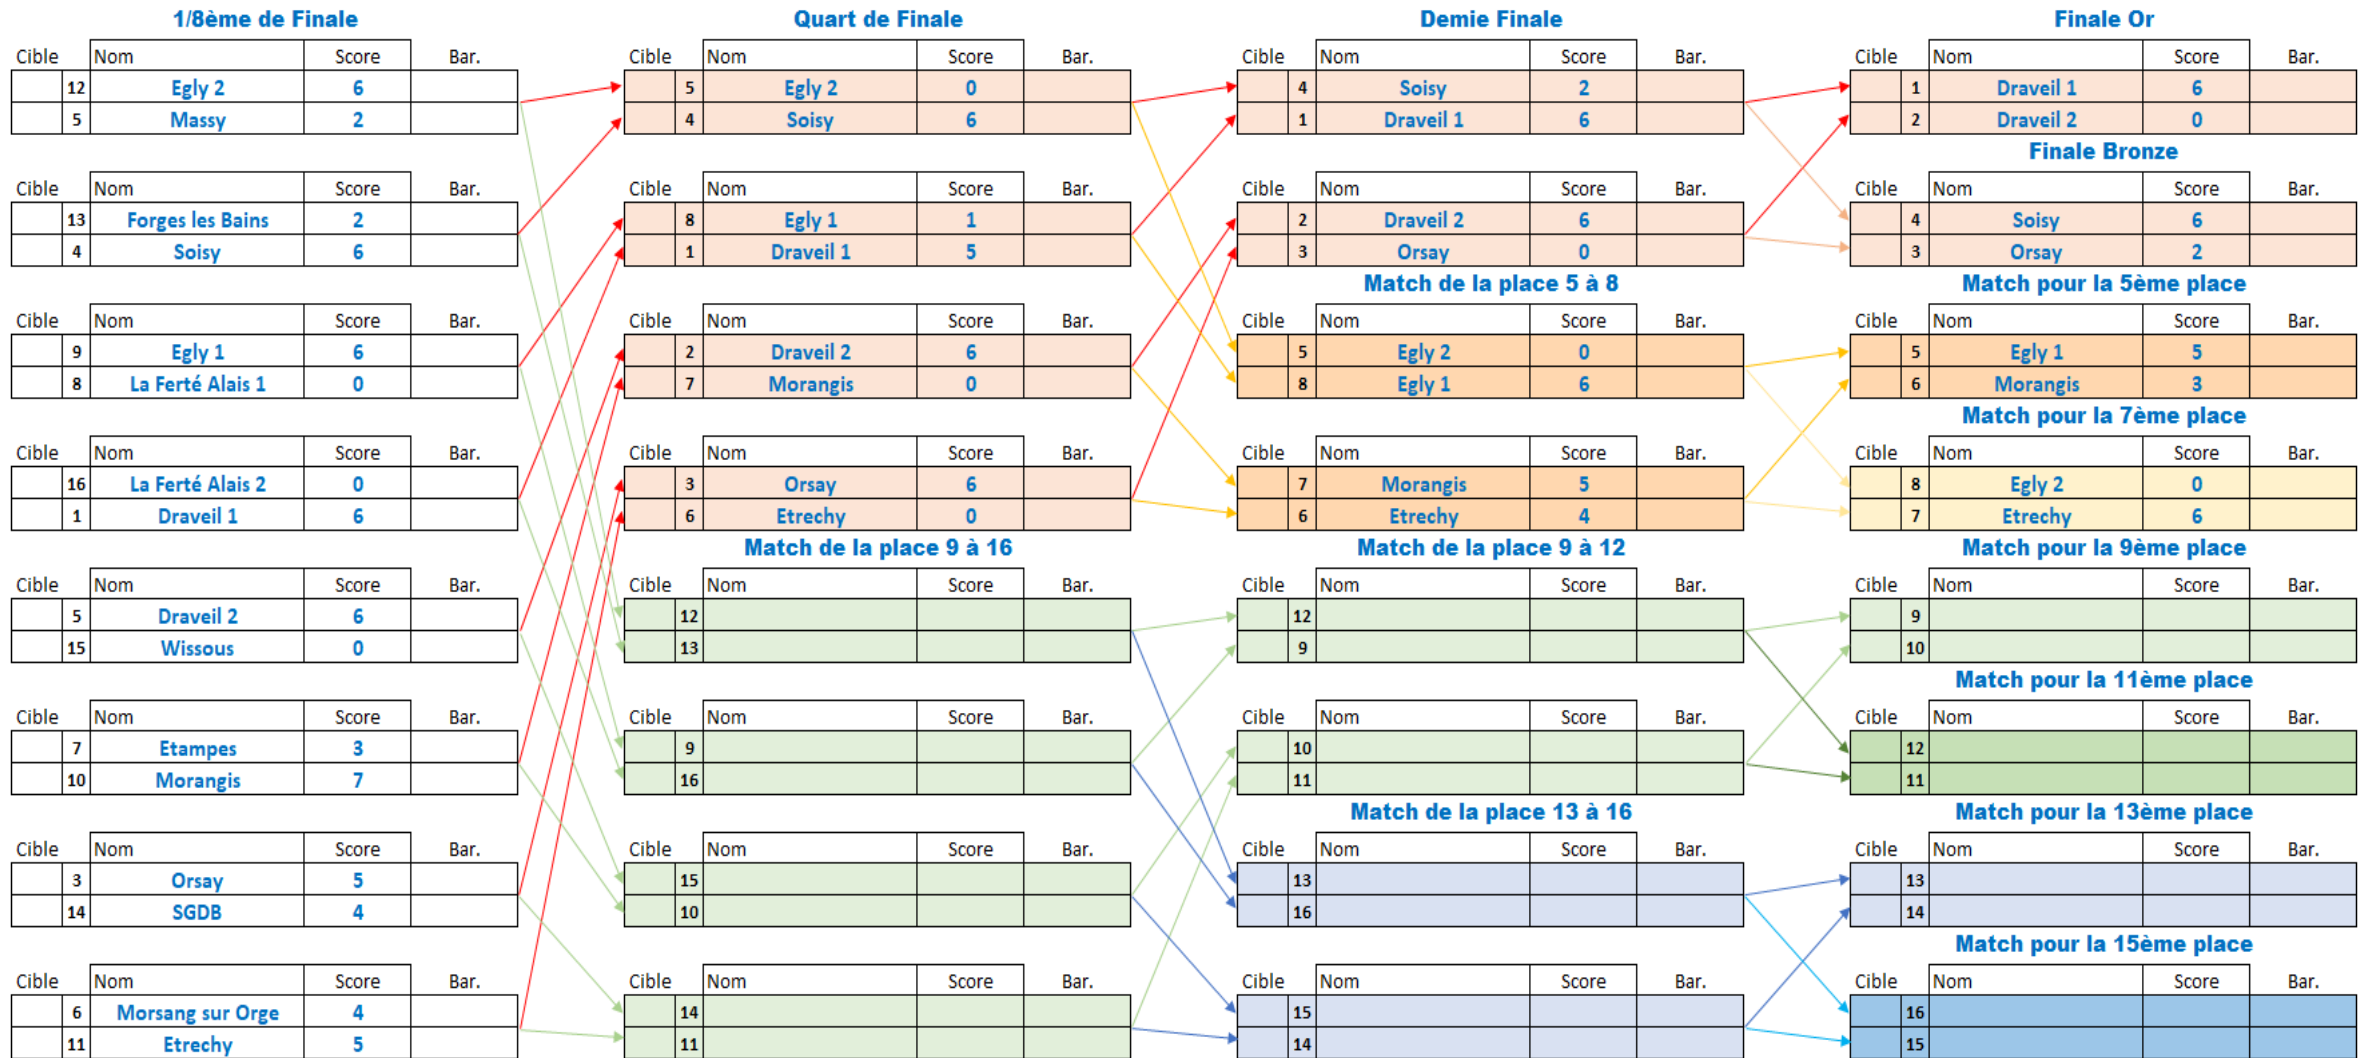 1/8ème de Finale Quart de Finale Demie Finale Finale Or
Cible Nom Score Bar. Cible Nom Score Bar. Cible Nom Score Bar. Cible Nom Score Bar.
12 Egly 2 6 5 Egly 2 0 4 Soisy 2 1 Draveil 1 6
5 Massy 2 4 Soisy 6 1 Draveil 1 6 2 Draveil 2 0
Finale Bronze
Cible Nom Score Bar. Cible Nom Score Bar. Cible Nom Score Bar. Cible Nom Score Bar.
13 Forges les Bains 2 8 Egly 1 1 2 Draveil 2 6 4 Soisy 6
4 Soisy 6 1 Draveil 1 5 3 Orsay 0 3 Orsay 2
Match de la place 5 à 8 Match pour la 5ème place
Cible Nom Score Bar. Cible Nom Score Bar. Cible Nom Score Bar. Cible Nom Score Bar.
9 Egly 1 6 2 Draveil 2 6 5 Egly 2 0 5 Egly 1 5
8 La Ferté Alais 1 0 7 Morangis 0 8 Egly 1 6 6 Morangis 3
Match pour la 7ème place
Cible Nom Score Bar. Cible Nom Score Bar. Cible Nom Score Bar. Cible Nom Score Bar.
16 La Ferté Alais 2 0 3 Orsay 6 7 Morangis 5 8 Egly 2 0
1 Draveil 1 6 6 Etrechy 0 6 Etrechy 4 7 Etrechy 6
Match de la place 9 à 16 Match de la place 9 à 12 Match pour la 9ème place
Cible Nom Score Bar. Cible Nom Score Bar. Cible Nom Score Bar. Cible Nom Score Bar.
5 Draveil 2 6 12 12 9
15 Wissous 0 13 9 10
Match pour la 11ème place
Cible Nom Score Bar. Cible Nom Score Bar. Cible Nom Score Bar. Cible Nom Score Bar.
7 Etampes 3 9 10 12
10 Morangis 7 16 11 11
Match de la place 13 à 16 Match pour la 13ème place
Cible Nom Score Bar. Cible Nom Score Bar. Cible Nom Score Bar. Cible Nom Score Bar.
3 Orsay 5 15 13 13
14 SGDB 4 10 16 14
Match pour la 15ème place
Cible Nom Score Bar. Cible Nom Score Bar. Cible Nom Score Bar. Cible Nom Score Bar.
6 Morsang sur Orge 4 14 15 16
11 Etrechy 5 11 14 15